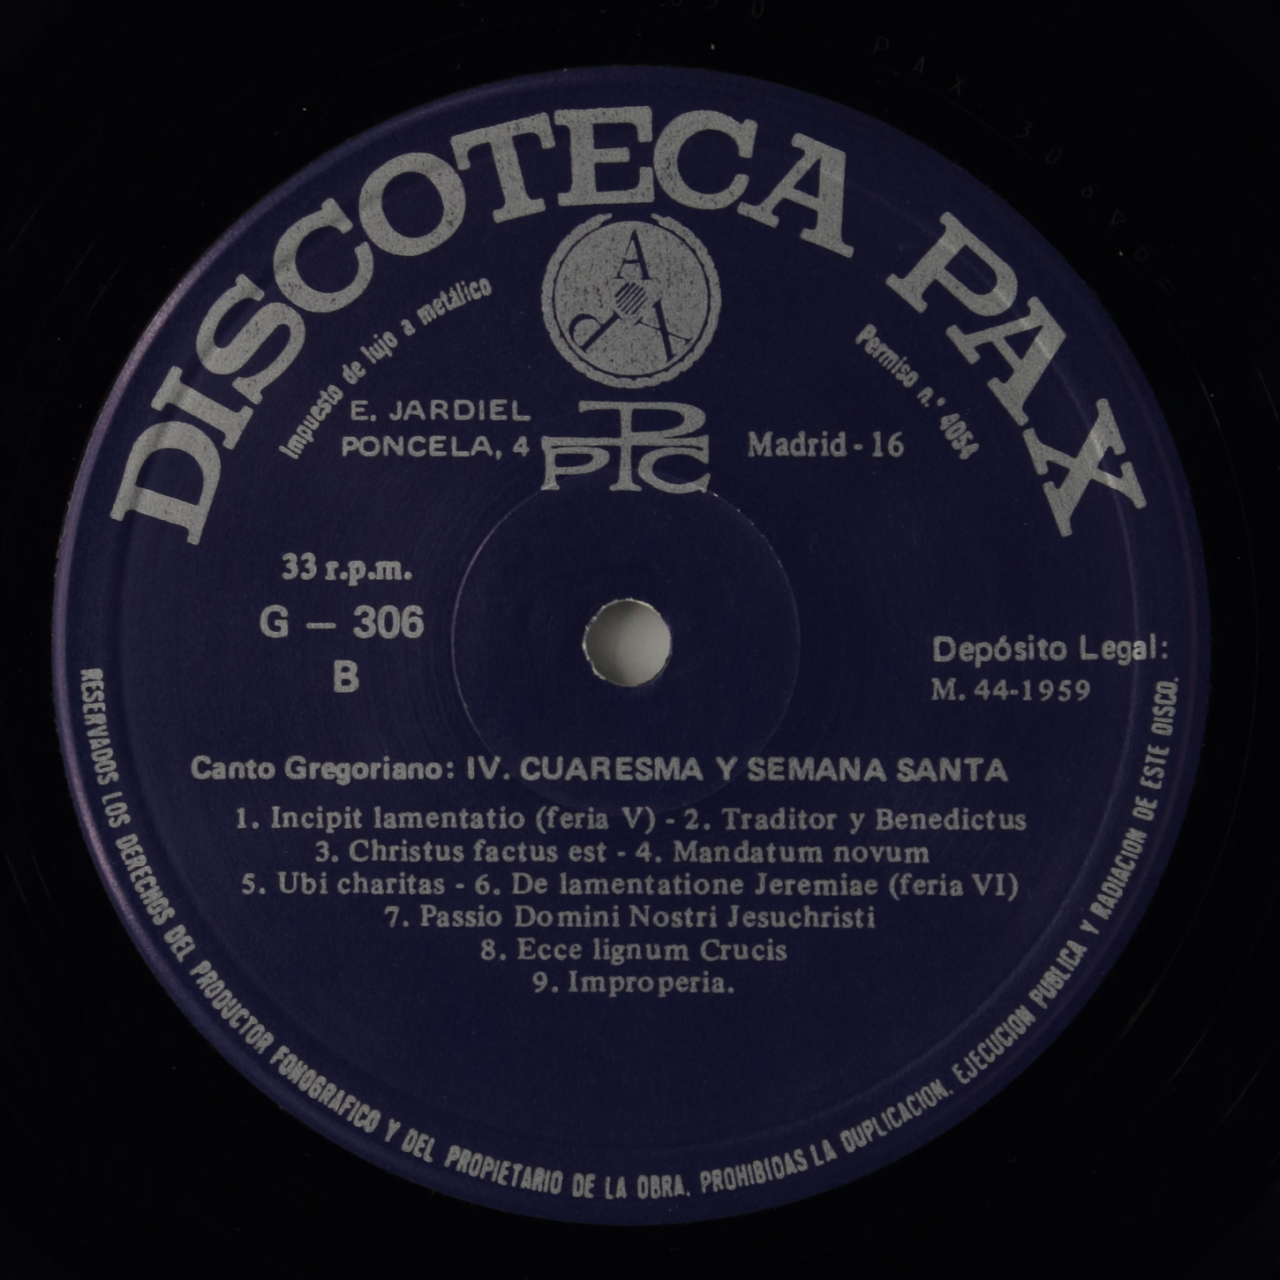 DISCOTECA PAX
Impuesto de lujo a metálico
Permiso n.° 4054
PAX
E. JARDIEL
PONCELA, 4
PPC
Madrid - 16
33 r.p.m.
G — 306
B
Depósito Legal:
M. 44-1959
Canto Gregoriano: IV. CUARESMA Y SEMANA SANTA
1. Incipit lamentatio (feria V) - 2. Traditor y Benedictus
3. Christus factus est - 4. Mandatum novum
5. Ubi charitas - 6. De lamentatione Jeremiae (feria VI)
7. Passio Domini Nostri Jesuchristi
8. Ecce lignum Crucis
9. Improperia.
RESERVADOS LOS DERECHOS DEL PRODUCTOR FONOGRAFICO Y DEL PROPIETARIO DE LA OBRA. PROHIBIDAS LA DUPLICACION. EJECUCION PUBLICA Y RADIACION DE ESTE DISCO.